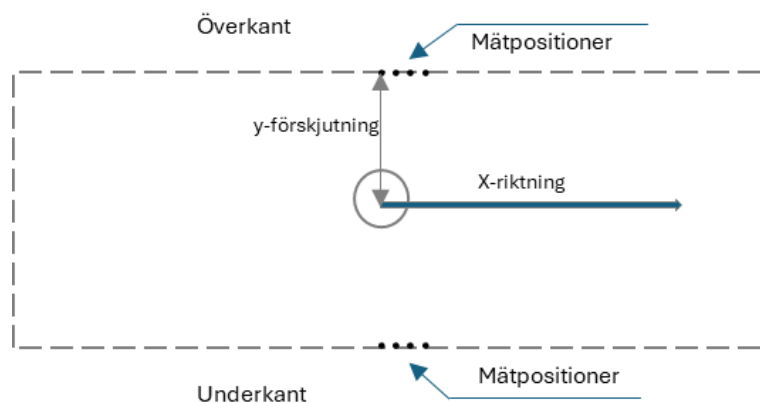 Överkant
Mätpositioner
y-förskjutning
X-riktning
Mätpositioner
Underkant